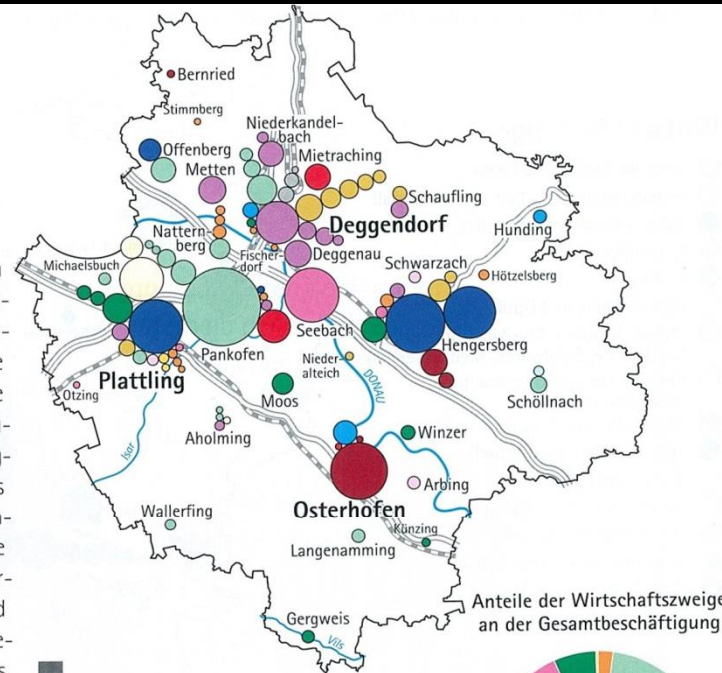 Bernried
Stimmberg
Niederkandel-
bach
Offenberg
Mietraching
Metten
Schaufling
Deggendorf
Hunding
Nattern-
berg
Fischer-
dorf
Deggenau
Michaelsbuch
Schwarzach
Hötzelsberg
Seebach
Hengersberg
Pankofen
Plattling
Nieder-
alteich
DONAU
Otzing
Moos
Schöllnach
Isar
Aholming
Winzer
Arbing
Osterhofen
Wallerfing
Künzing
Langenamming
Gergweis
Vils
Anteile der Wirtschaftszweige
an der Gesamtbeschäftigung